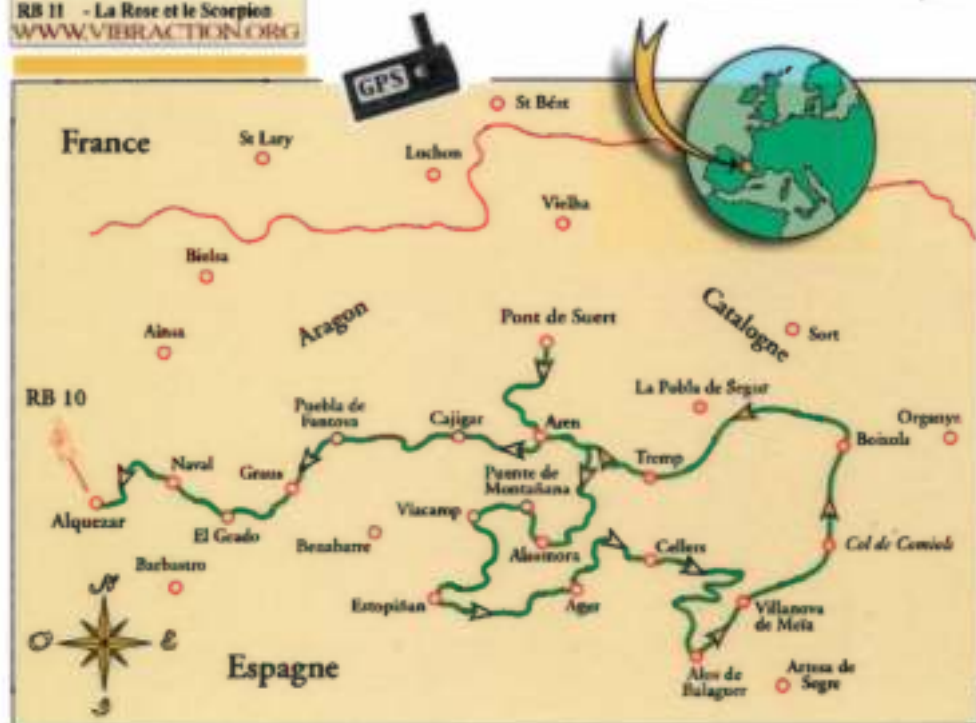 RB 11 - La Rose et le Scorpion
WWW.VIBRACTION.ORG
GPS
France
St Lary
Luchon
St Béat
Vielha
Bielsa
Aragon
Ainsa
Pont de Suert
Catalogne
Sort
RB 10
La Pobla de Segur
Organya
Puebla de
Fantova
Cajigar
Aren
Boixols
Naval
Graus
Puente de
Montañana
Tremp
Alquezar
El Grado
Viacamp
Benabarre
Alsamora
Cellers
Col de Comiols
Barbastro
Estopiñan
Ager
Villanova
de Meïa
N
O
E
S
Espagne
Alos de
Balaguer
Artesa de
Segre